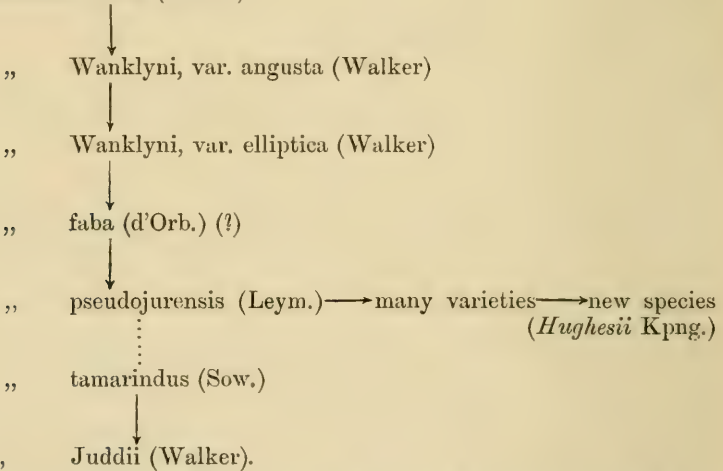 „ Wanklyni, var. angusta (Walker)
„ Wanklyni, var. elliptica (Walker)
„ faba (d'Orb.) (?)
„ pseudojurensis (Leym.) many varieties new species
(Hughesii Kpng.)
„ tamarindus (Sow.)
, Juddii (Walker).